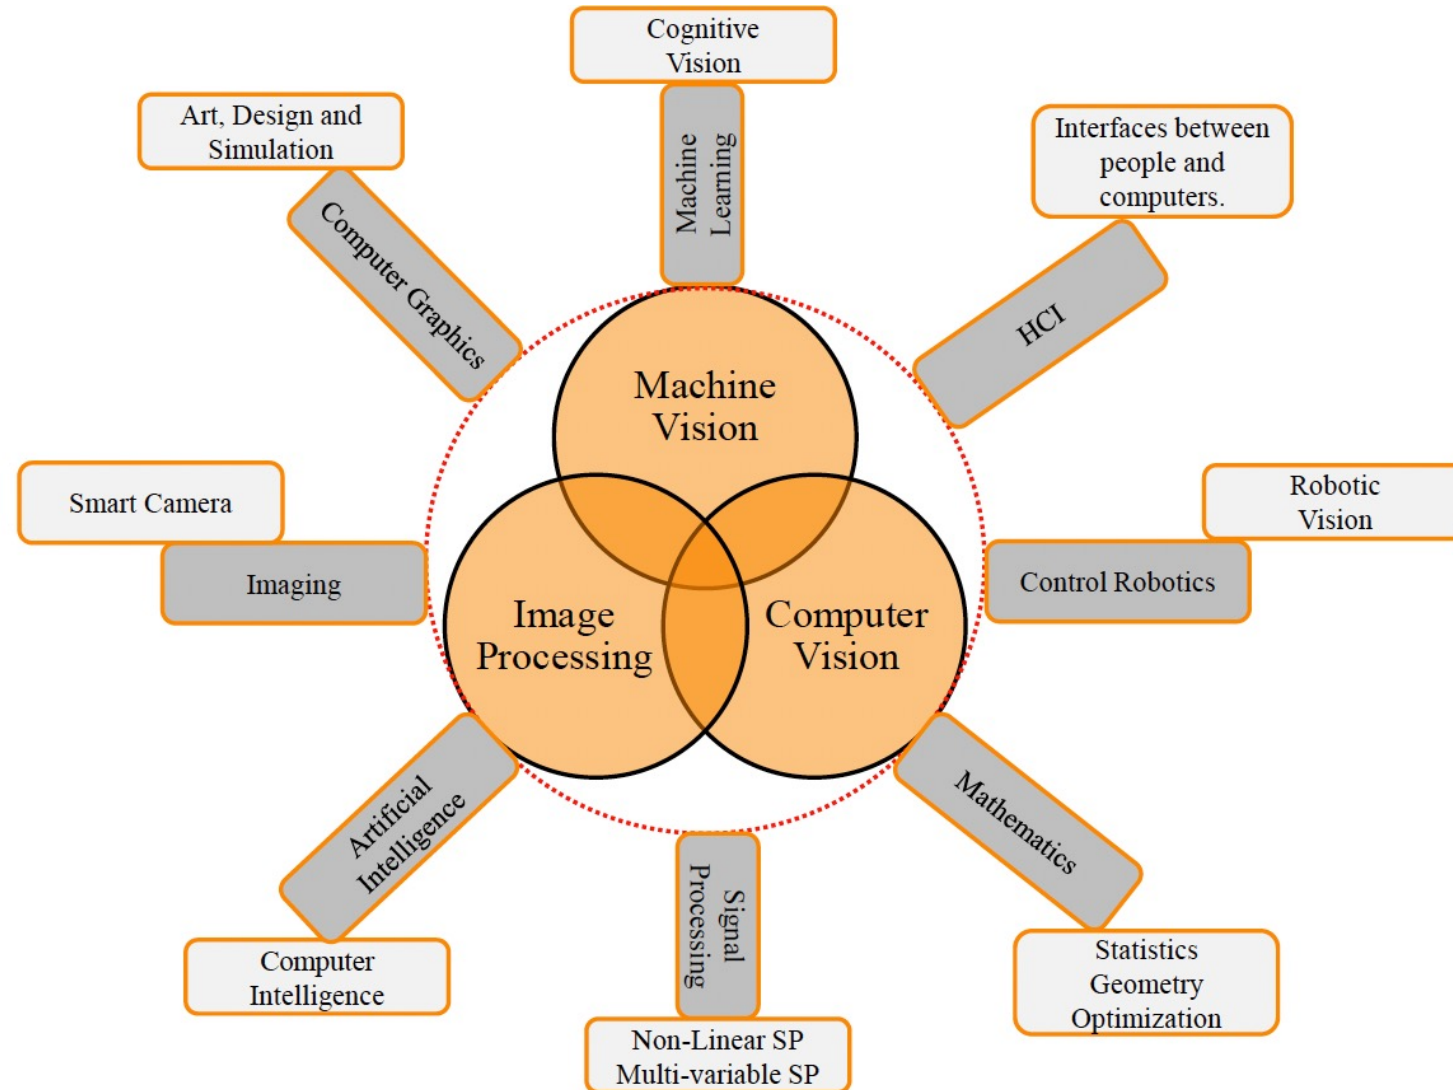 Cognitive
Vision
Art, Design and
Simulation
Interfaces between
people and
computers.
Machine
Learning
Computer Graphics
HCI
Machine
Vision
Smart Camera
Robotic
Vision
Imaging
Control Robotics
Image
Processing
Computer
Vision
Artificial
Intelligence
Mathematics
Signal
Processing
Computer
Intelligence
Statistics
Geometry
Optimization
Non-Linear SP
Multi-variable SP